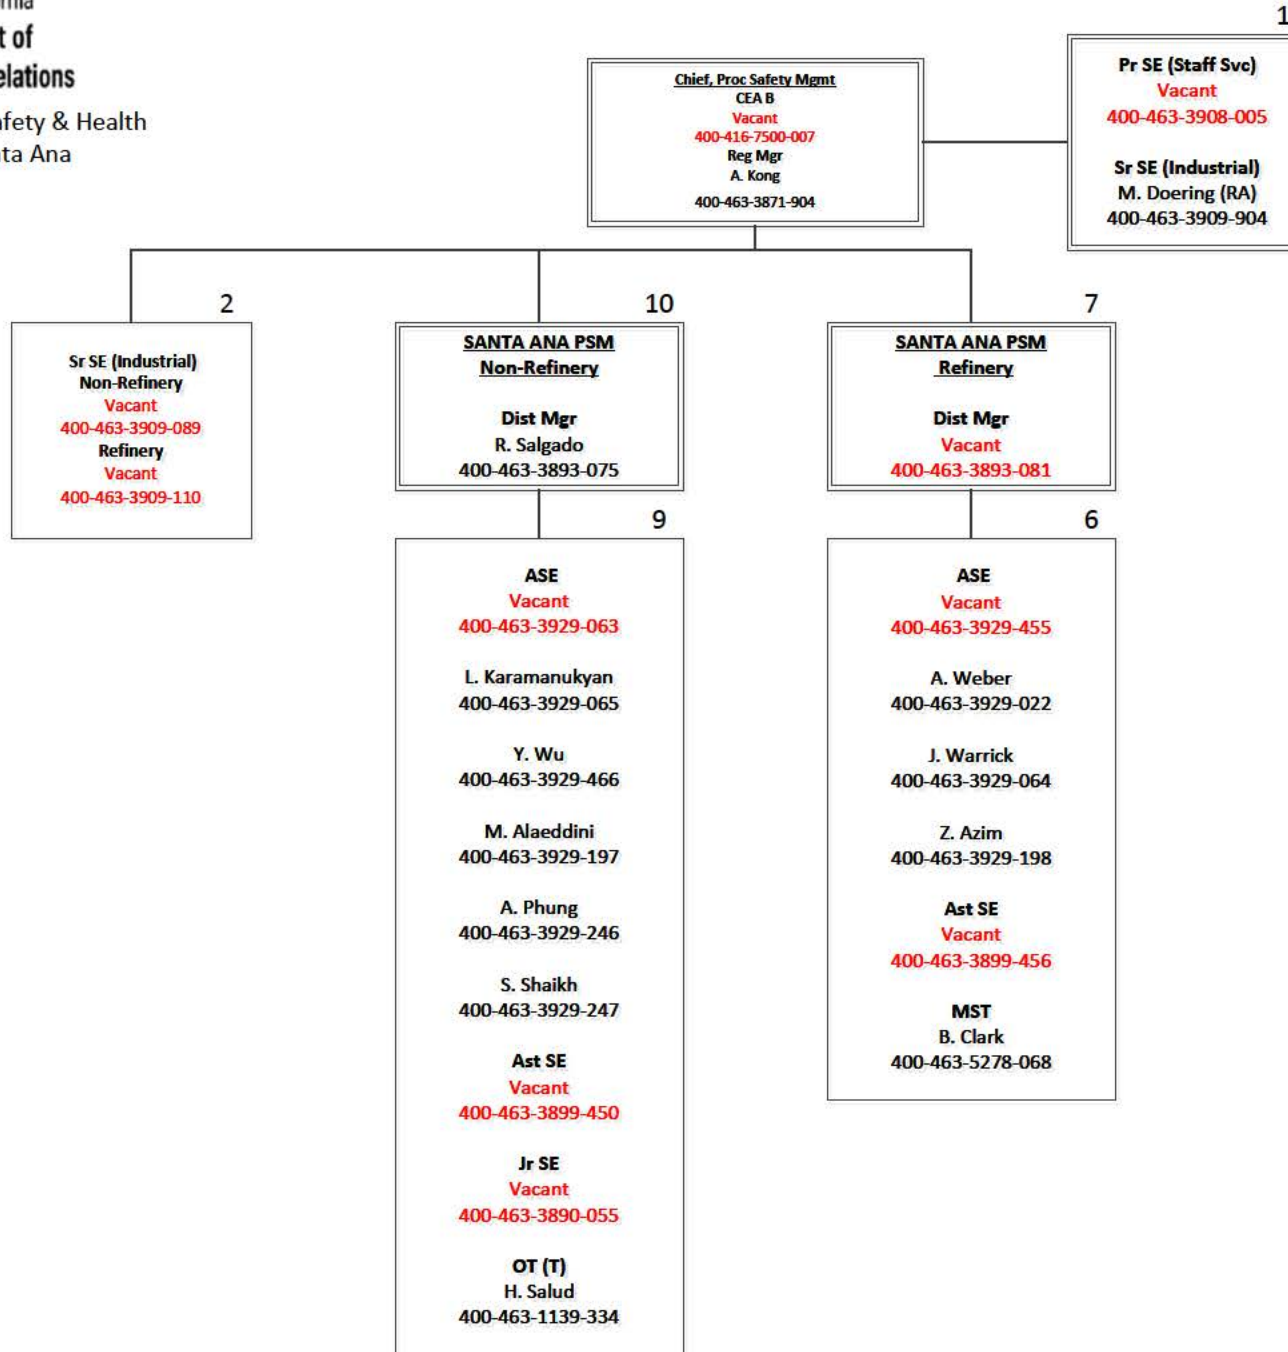 t of
elations
afety & Health
ta Ana
1
Chief, Proc Safety Mgmt
CEA B
Vacant
400-416-7500-007
Reg Mgr
A. Kong
400-463-3871-904
Pr SE (Staff Svc)
Vacant
400-463-3908-005
Sr SE (Industrial)
M. Doering (RA)
400-463-3909-904
2
Sr SE (Industrial)
Non-Refinery
Vacant
400-463-3909-089
Refinery
Vacant
400-463-3909-110
10
SANTA ANA PSM
Non-Refinery
Dist Mgr
R. Salgado
400-463-3893-075
9
ASE
Vacant
400-463-3929-063
L. Karamanukyan
400-463-3929-065
Y. Wu
400-463-3929-466
M. Alaeddini
400-463-3929-197
A. Phung
400-463-3929-246
S. Shaikh
400-463-3929-247
Ast SE
Vacant
400-463-3899-450
Jr SE
Vacant
400-463-3890-055
OT (T)
H. Salud
400-463-1139-334
7
SANTA ANA PSM
Refinery
Dist Mgr
Vacant
400-463-3893-081
6
ASE
Vacant
400-463-3929-455
A. Weber
400-463-3929-022
J. Warrick
400-463-3929-064
Z. Azim
400-463-3929-198
Ast SE
Vacant
400-463-3899-456
MST
B. Clark
400-463-5278-068